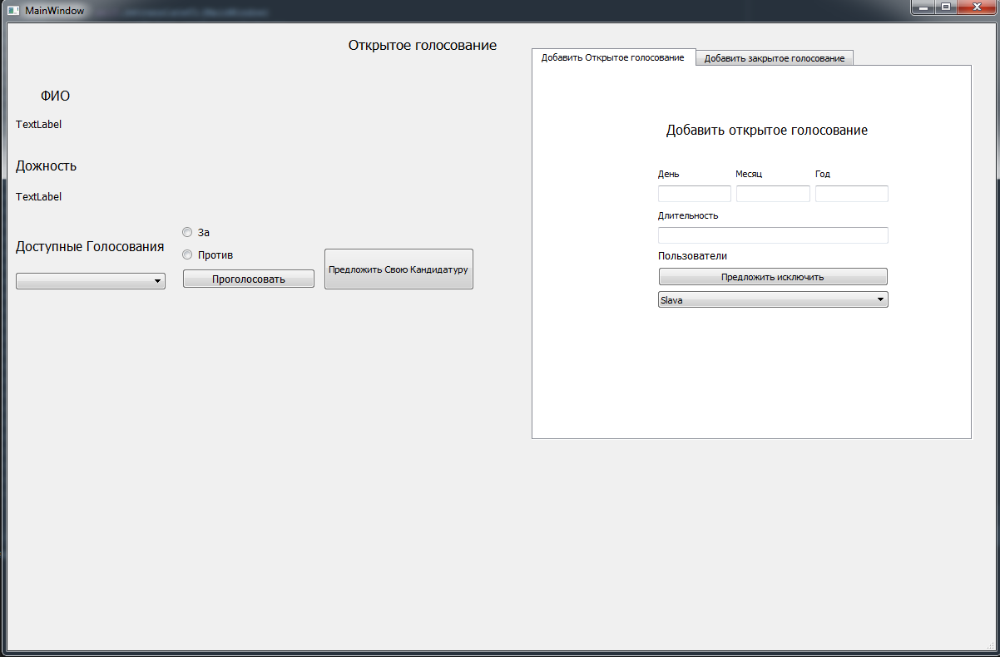 MainWindow
Открытое голосование
ФИО
TextLabel
Дожность
TextLabel
Доступные Голосования
За
Против
Проголосовать
Предложить Свою Кандидатуру
Добавить Открытое голосование
Добавить закрытое голосование
Добавить открытое голосование
День Месяц Год
Длительность
Пользователи
Предложить исключить
Slava